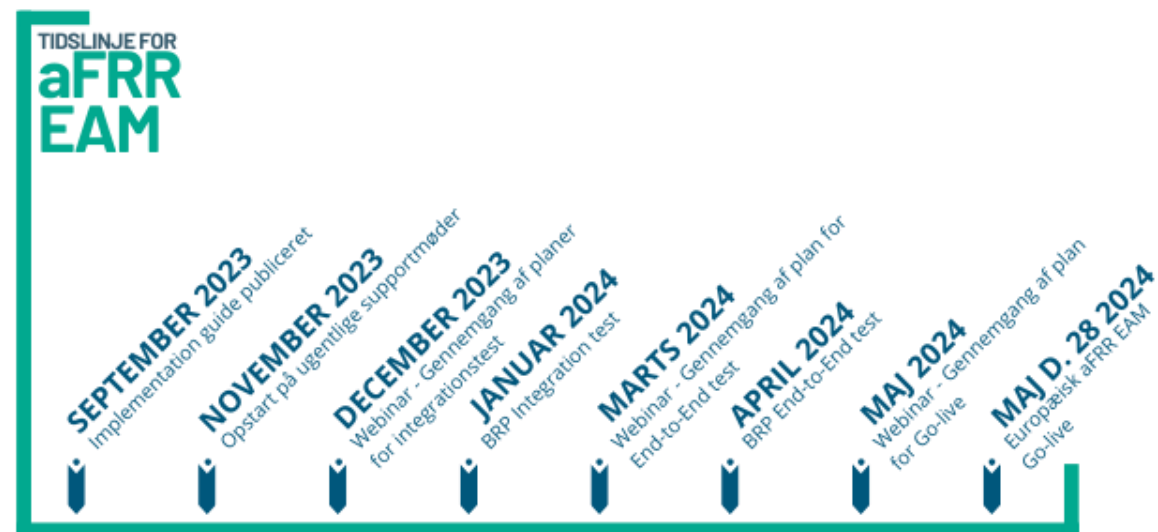 TIDSLINJE FOR
aFRR
EAM
SEPTEMBER 2023
Implementation guide publiceret
NOVEMBER 2023
Opstart på ugentlige supportmøder
DECEMBER 2023
Webinar - Gennemgang af planer
for integrationstest
JANUAR 2024
BRP Integration test
MARTS 2024
Webinar - Gennemgang af plan for
End-to-End test
APRIL 2024
BRP End-to-End test
MAJ 2024
Webinar - Gennemgang af plan
for Go-live
MAJ D. 28 2024
Europæisk aFRR EAM
Go-live